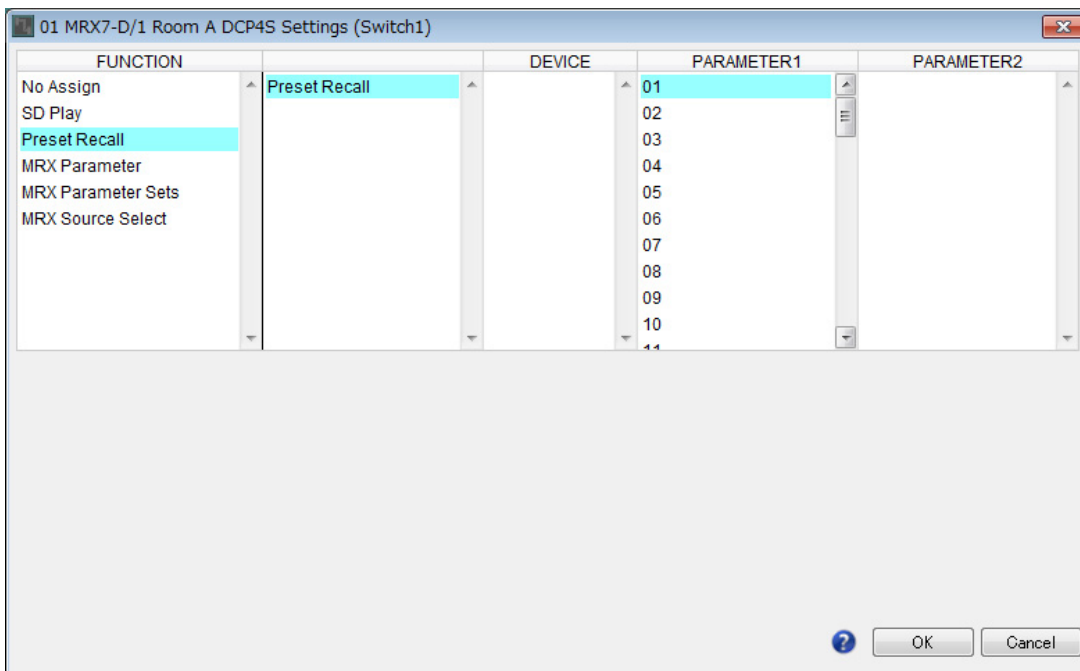 01 MRX7-D/1 Room A DCP4S Settings (Switch1)
FUNCTION DEVICE PARAMETER1 PARAMETER2
No Assign Preset Recall 01
SD Play 02
Preset Recall 03
MRX Parameter 04
MRX Parameter Sets 05
MRX Source Select 06
07
08
09
10
11
? OK Cancel